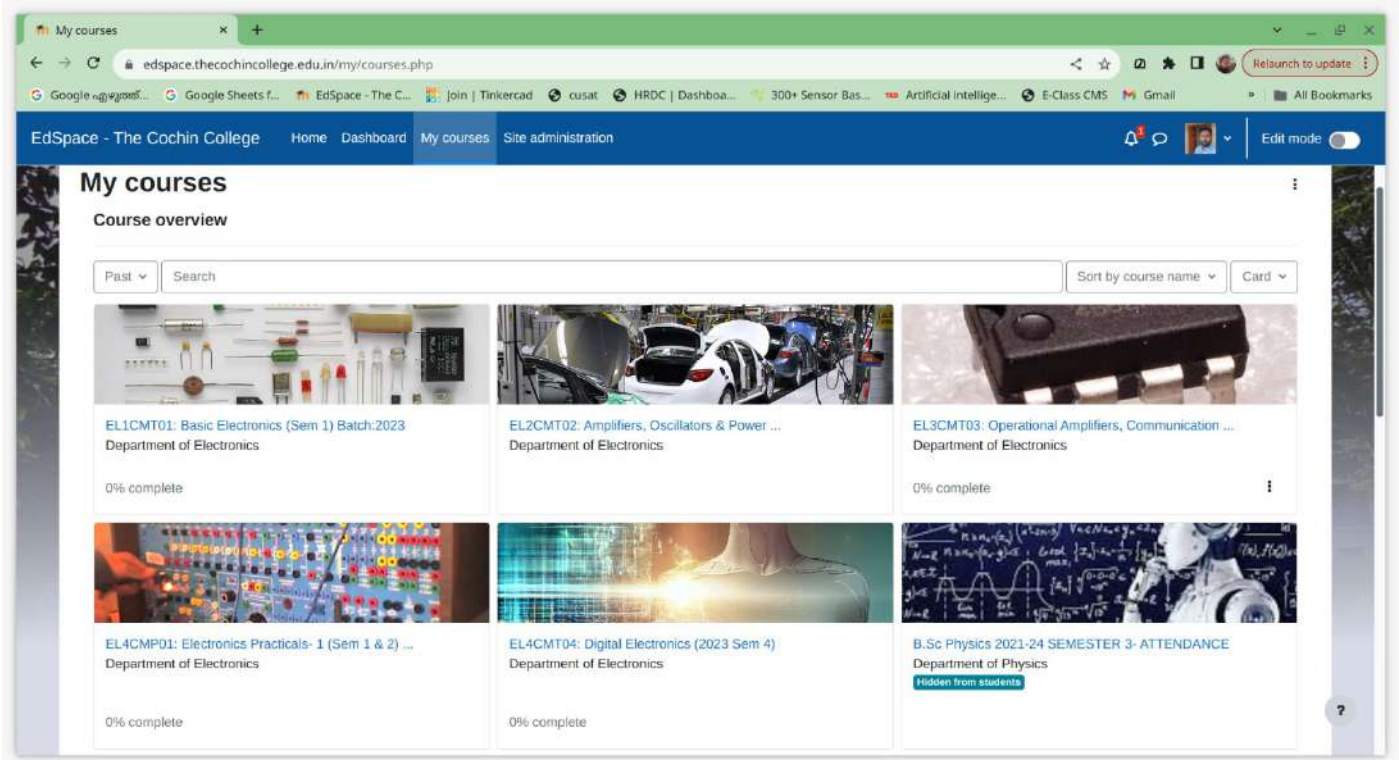 My courses
edspace.thecochincollege.edu.in/my/courses.php
Relaunch to update
Google എഴുത്ത്...
Google Sheets f...
EdSpace - The C...
Join | Tinkercad
cusat
HRDC | Dashboa...
300+ Sensor Bas...
Artificial Intellige...
E-Class CMS
Gmail
»
All Bookmarks
EdSpace - The Cochin College
Home
Dashboard
My courses
Site administration
1
Edit mode
My courses
Course overview
Past
Search
Sort by course name
Card
EL1CMT01: Basic Electronics (Sem 1) Batch:2023
Department of Electronics
0% complete
EL2CMT02: Amplifiers, Oscillators & Power ...
Department of Electronics
EL3CMT03: Operational Amplifiers, Communication ...
Department of Electronics
0% complete
EL4CMP01: Electronics Practicals- 1 (Sem 1 & 2) ...
Department of Electronics
0% complete
EL4CMT04: Digital Electronics (2023 Sem 4)
Department of Electronics
0% complete
B.Sc Physics 2021-24 SEMESTER 3- ATTENDANCE
Department of Physics
Hidden from students
?